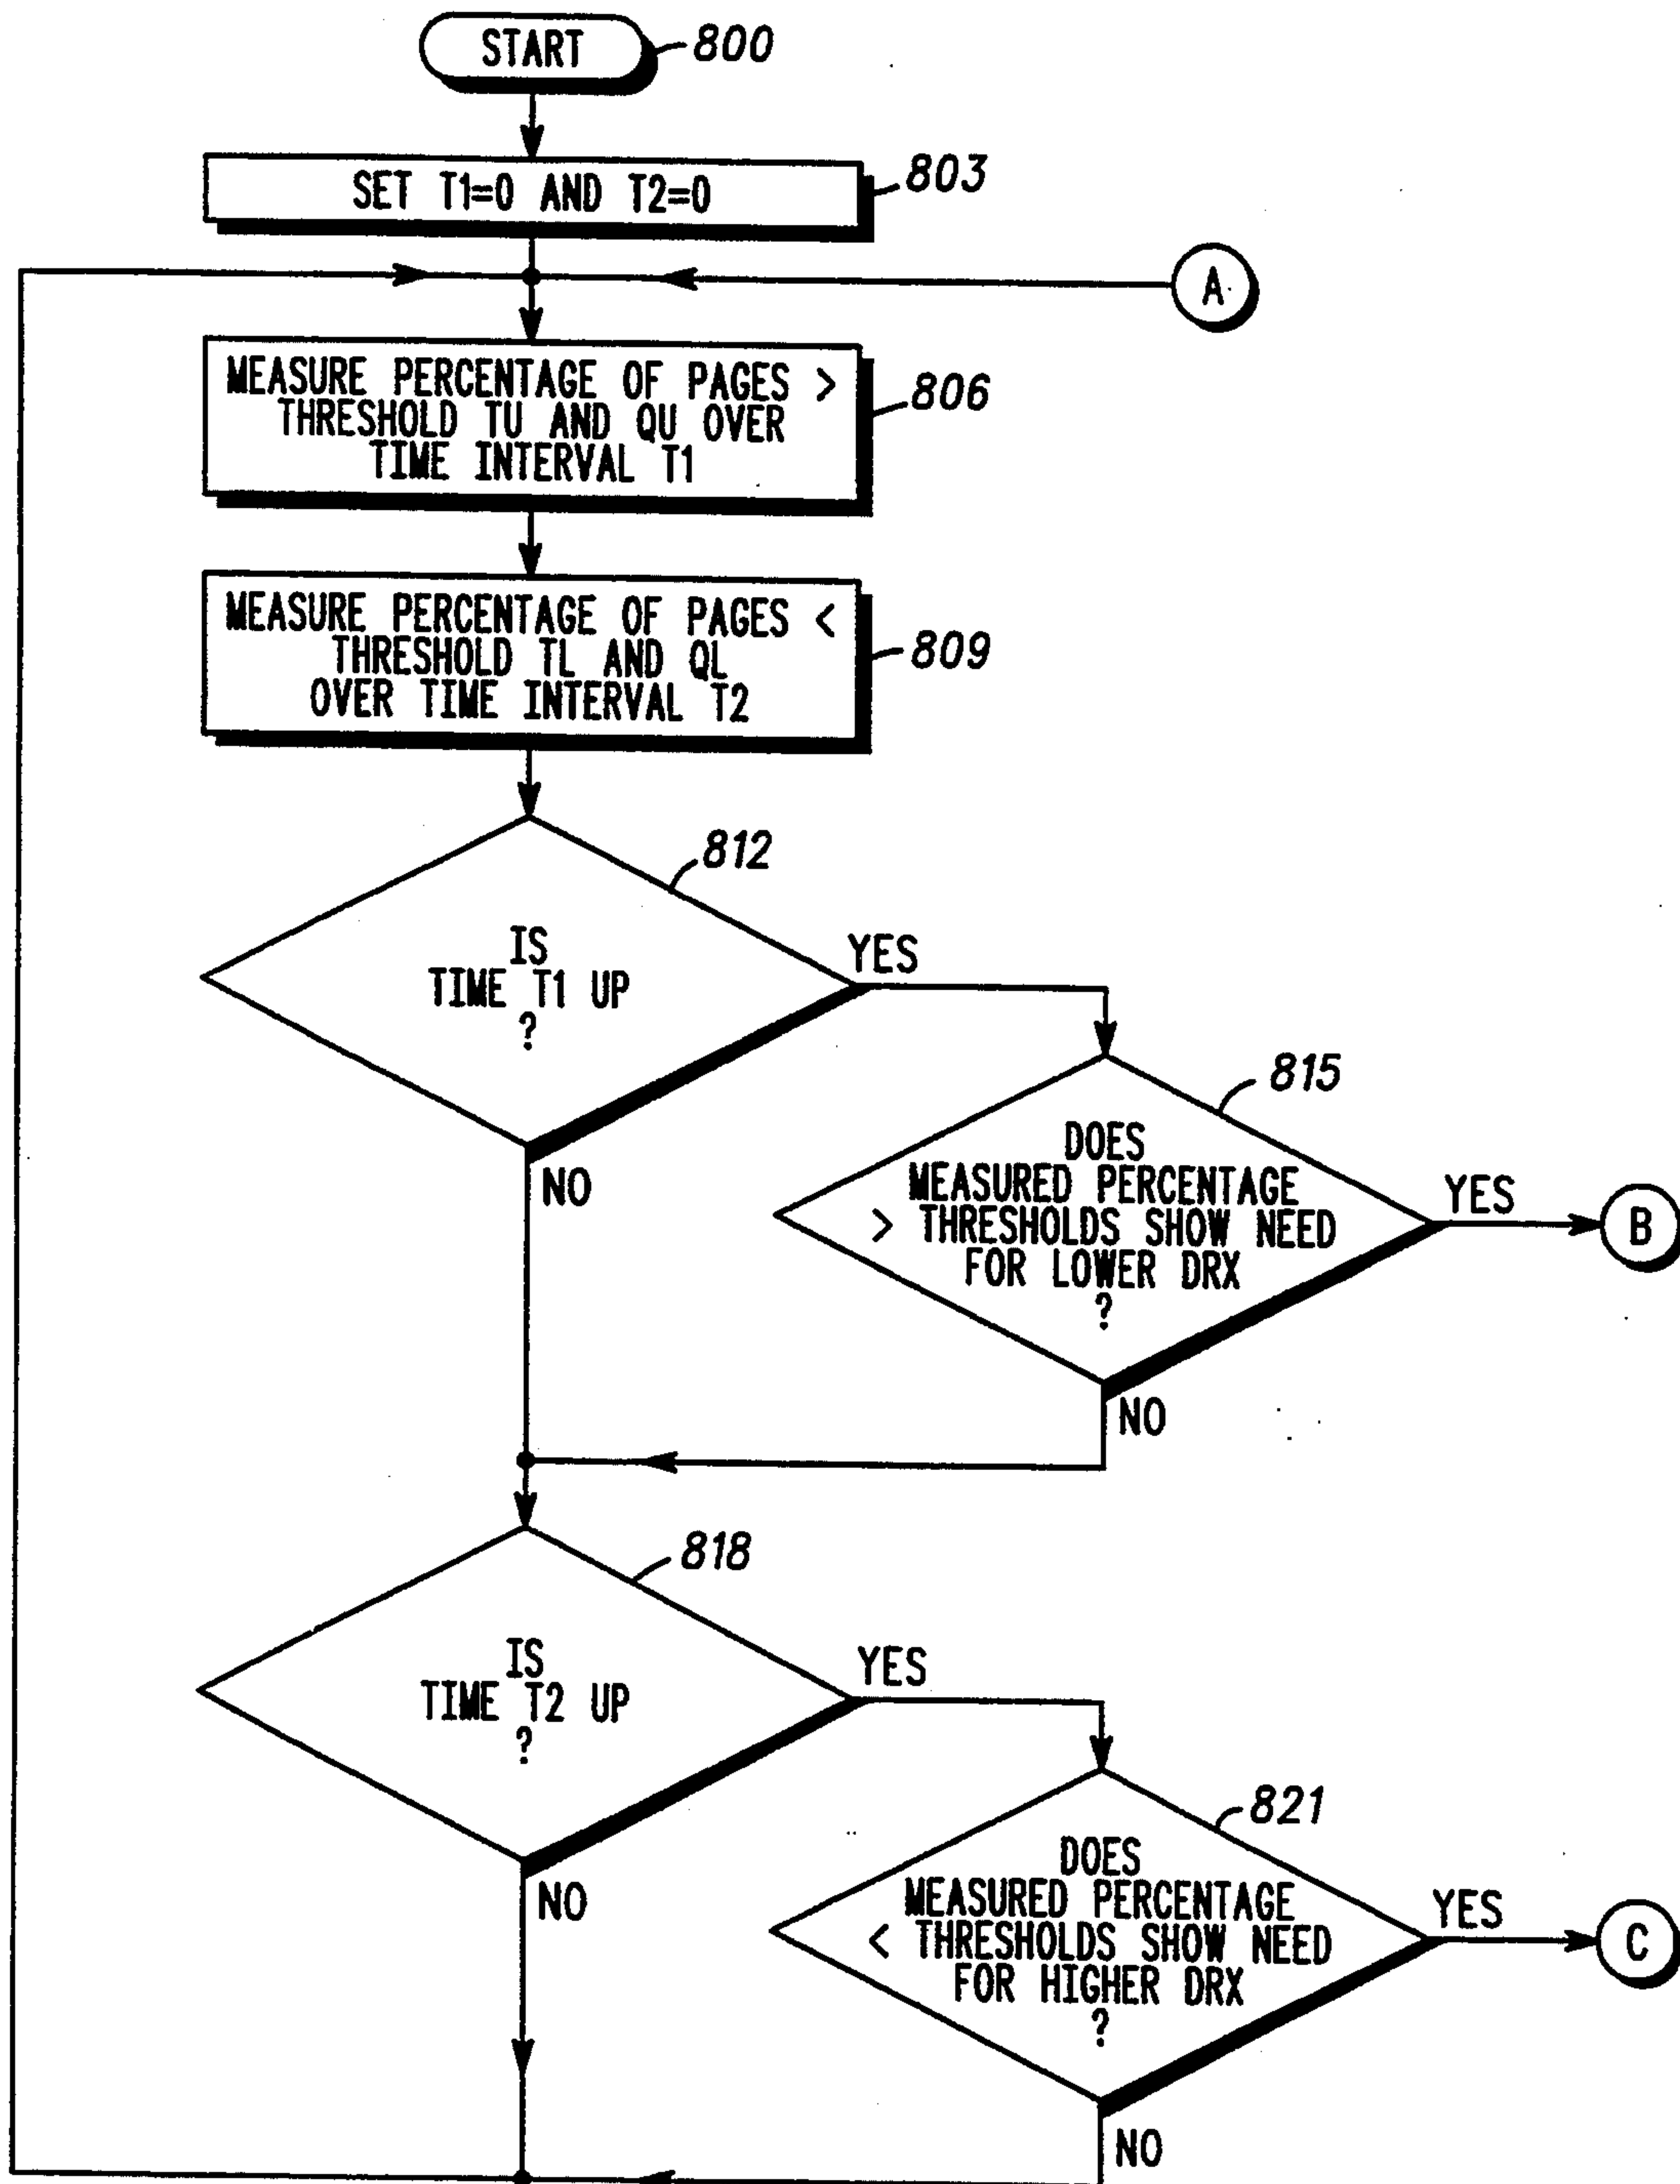 START
800
SET T1=0 AND T2=0
803
A
MEASURE PERCENTAGE OF PAGES >
THRESHOLD TU AND QU OVER
TIME INTERVAL T1
806
MEASURE PERCENTAGE OF PAGES <
THRESHOLD TL AND QL
OVER TIME INTERVAL T2
809
812
IS
TIME T1 UP
?
YES
NO
815
DOES
MEASURED PERCENTAGE
> THRESHOLDS SHOW NEED
FOR LOWER DRX
?
YES
B
NO
818
IS
TIME T2 UP
?
YES
NO
821
DOES
MEASURED PERCENTAGE
< THRESHOLDS SHOW NEED
FOR HIGHER DRX
?
YES
C
NO